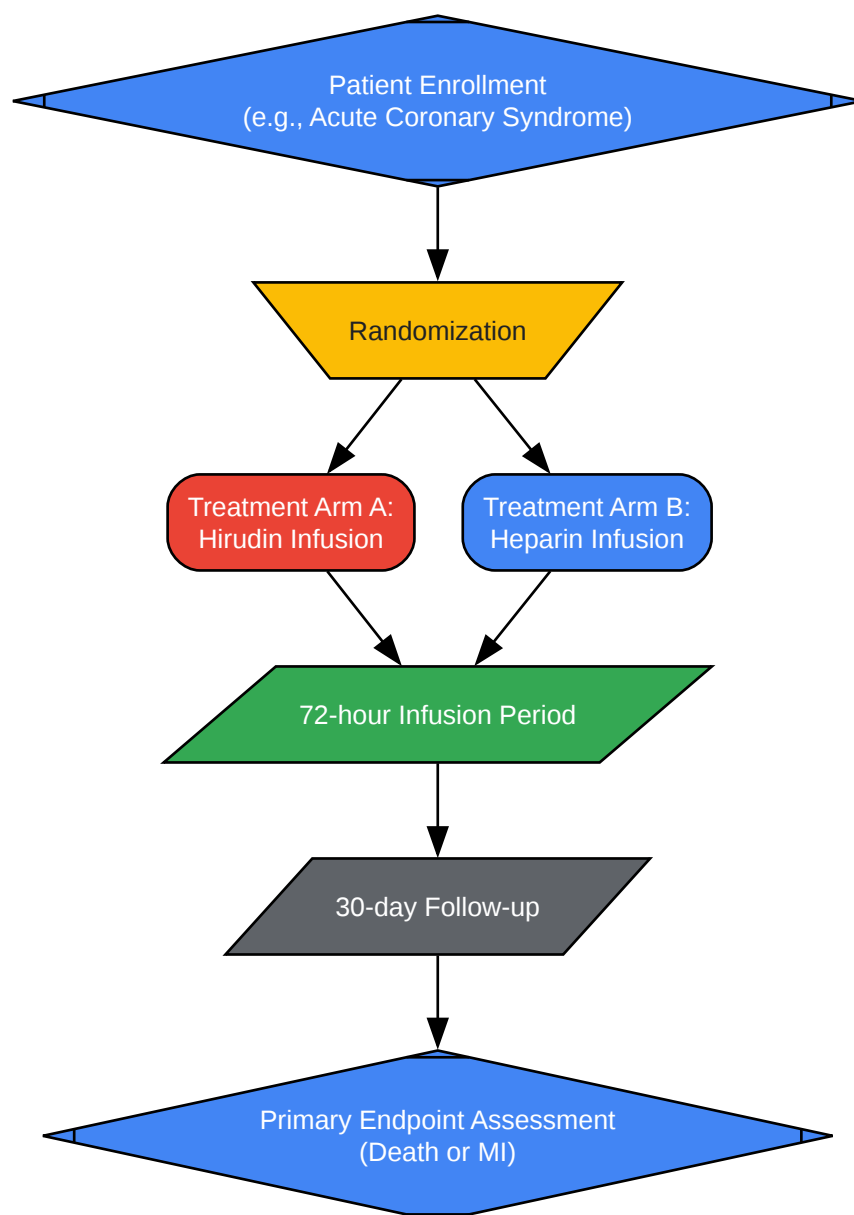 Patient Enrollment
(e.g., Acute Coronary Syndrome)
Randomization
Treatment Arm A:
Hirudin Infusion
Treatment Arm B:
Heparin Infusion
72-hour Infusion Period
30-day Follow-up
Primary Endpoint Assessment
(Death or MI)